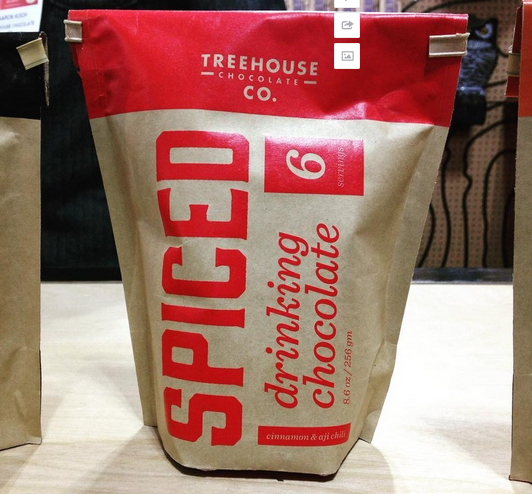 TREEHOUSE
CHOCOLATE
CO.
SPICED
6
servings
drinking
chocolate
8.6 oz / 256 gm
cinnamon & aji chili